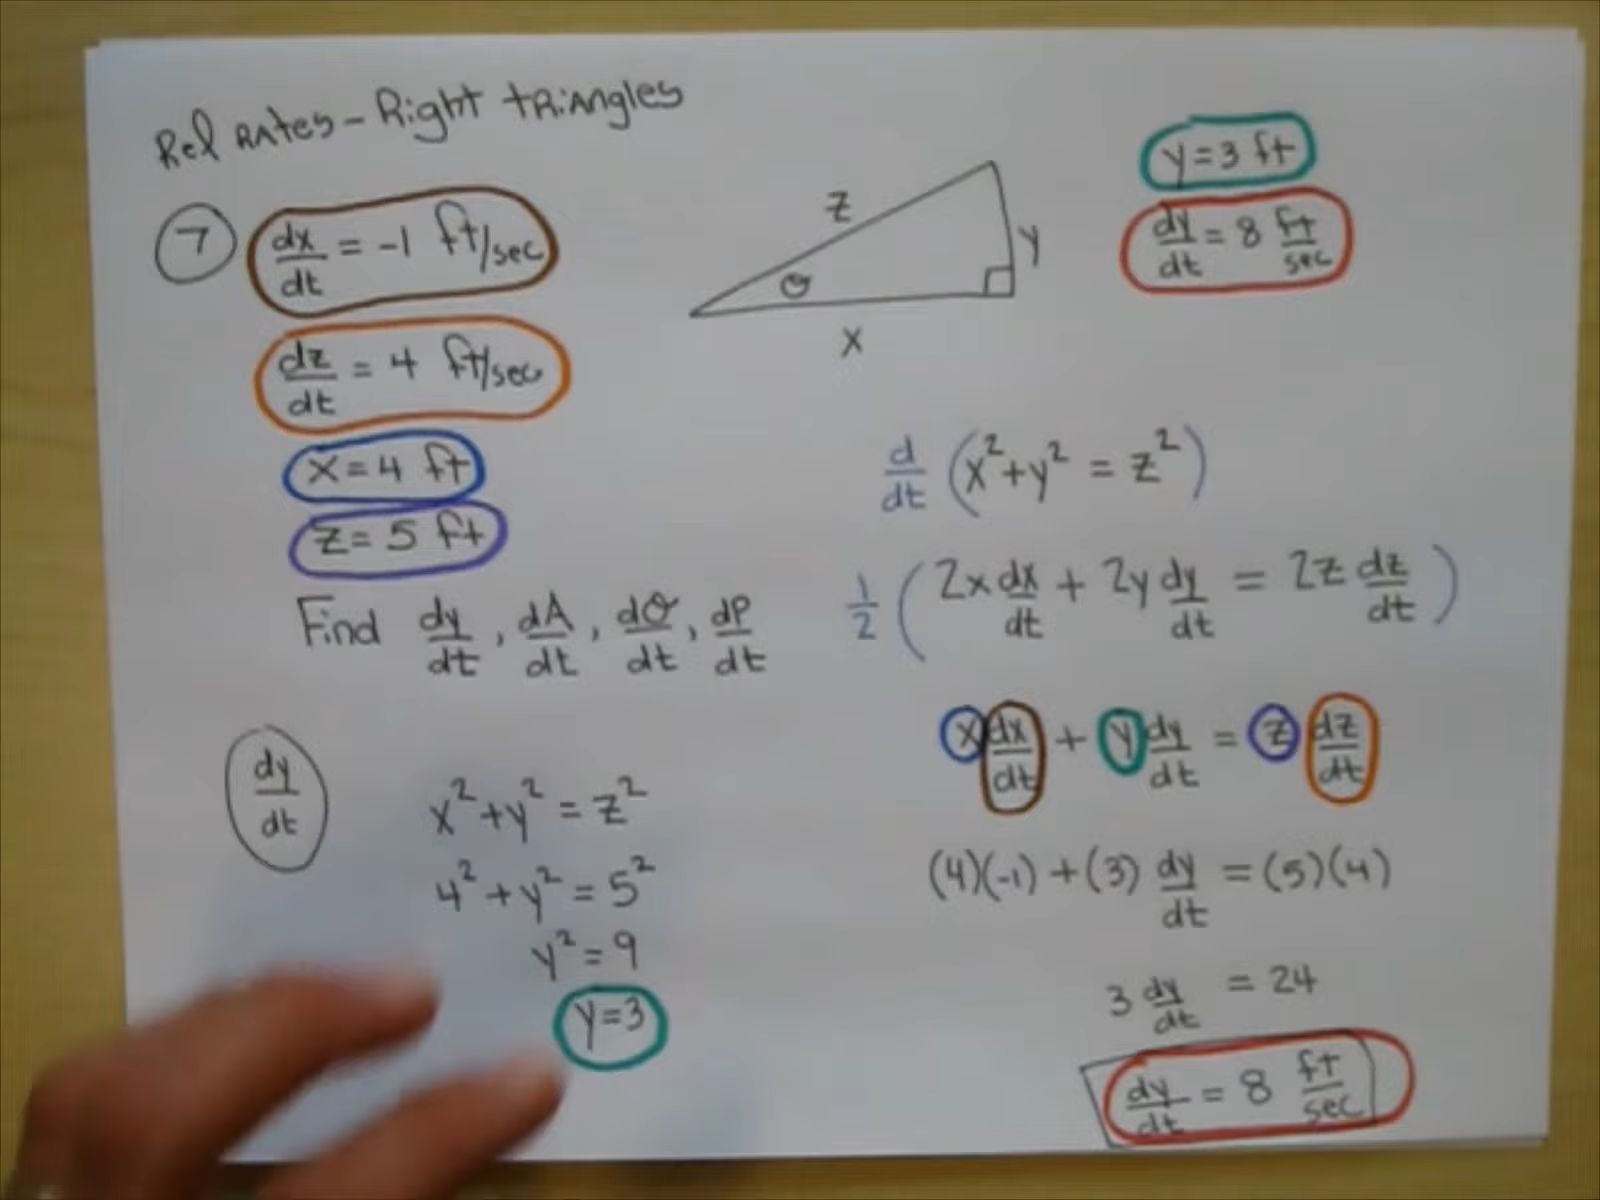 Rel Rates - Right triangles
7
dx/dt = -1 ft/sec
dz/dt = 4 ft/sec
x = 4 ft
z = 5 ft
Find dy/dt, dA/dt, dθ/dt, dP/dt
z
θ
y
x
y = 3 ft
dy/dt = 8 ft/sec
dy/dt
x² + y² = z²
4² + y² = 5²
y² = 9
y = 3
d/dt (x² + y² = z²)
1/2 (2x dx/dt + 2y dy/dt = 2z dz/dt)
x dx/dt + y dy/dt = z dz/dt
(4)(-1) + (3) dy/dt = (5)(4)
3 dy/dt = 24
dy/dt = 8 ft/sec